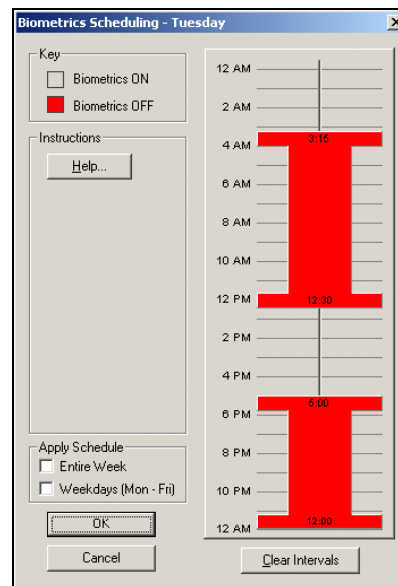 Biometrics Scheduling - Tuesday
Key
Biometrics ON
Biometrics OFF
Instructions
Help...
Apply Schedule
Entire Week
Weekdays (Mon - Fri)
OK
Cancel
12 AM
2 AM
3:15
4 AM
6 AM
8 AM
10 AM
12 PM
12:30
2 PM
4 PM
5:00
6 PM
8 PM
10 PM
12:00
12 AM
Clear Intervals